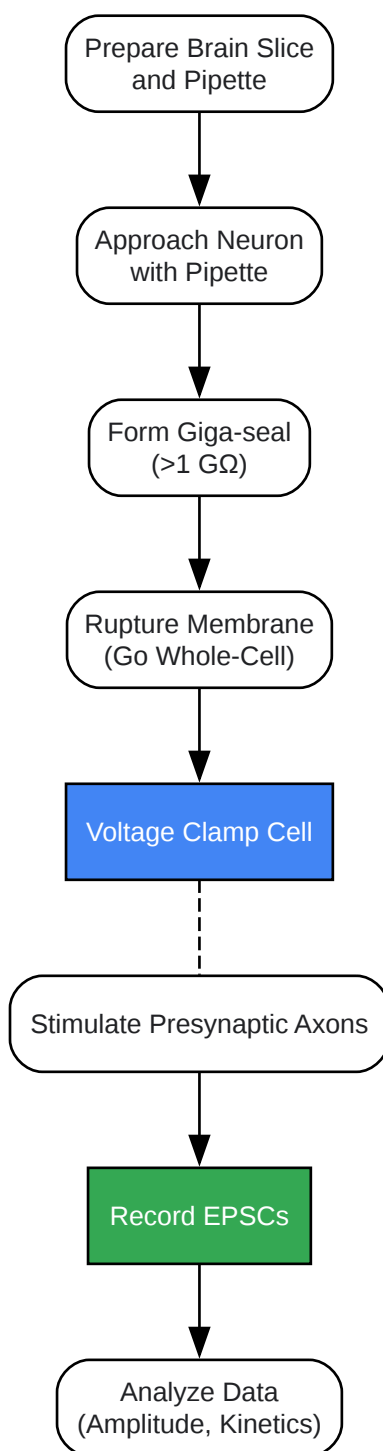 Prepare Brain Slice
and Pipette
Approach Neuron
with Pipette
Form Giga-seal
(>1 GΩ)
Rupture Membrane
(Go Whole-Cell)
Voltage Clamp Cell
Stimulate Presynaptic Axons
Record EPSCs
Analyze Data
(Amplitude, Kinetics)